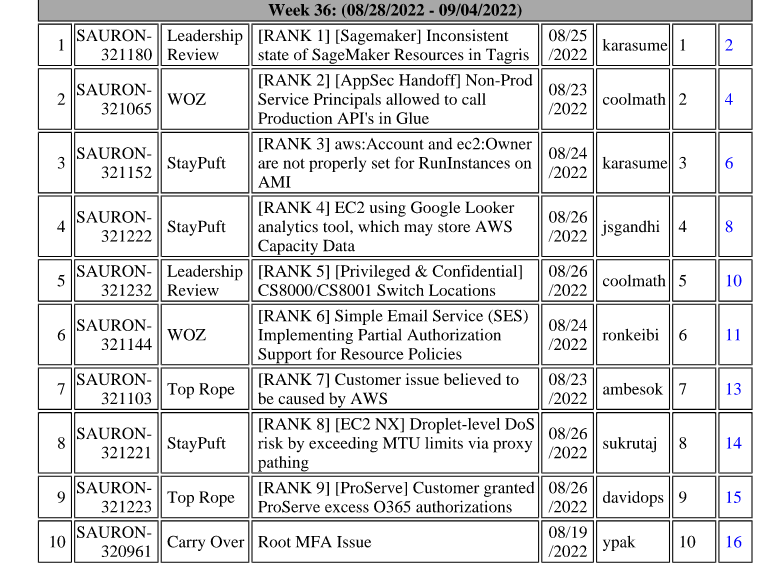 Week 36: (08/28/2022 - 09/04/2022)
1 SAURON- Leadership [RANK 1] [Sagemaker] Inconsistent 08/25 karasume 1 2
321180 Review state of SageMaker Resources in Tagris /2022
2 SAURON- WOZ [RANK 2] [AppSec Handoff] Non-Prod 08/23 coolmath 2 4
321065 Service Principals allowed to call /2022
Production API's in Glue
3 SAURON- StayPuft [RANK 3] aws:Account and ec2:Owner 08/24 karasume 3 6
321152 are not properly set for RunInstances on /2022
AMI
4 SAURON- StayPuft [RANK 4] EC2 using Google Looker 08/26 jsgandhi 4 8
321222 analytics tool, which may store AWS /2022
Capacity Data
5 SAURON- Leadership [RANK 5] [Privileged & Confidential] 08/26 coolmath 5 10
321232 Review CS8000/CS8001 Switch Locations /2022
6 SAURON- WOZ [RANK 6] Simple Email Service (SES) 08/24 ronkeibi 6 11
321144 Implementing Partial Authorization /2022
Support for Resource Policies
7 SAURON- Top Rope [RANK 7] Customer issue believed to 08/23 ambesok 7 13
321103 be caused by AWS /2022
8 SAURON- StayPuft [RANK 8] [EC2 NX] Droplet-level DoS 08/26 sukrutaj 8 14
321221 risk by exceeding MTU limits via proxy /2022
pathing
9 SAURON- Top Rope [RANK 9] [ProServe] Customer granted 08/26 davidops 9 15
321223 ProServe excess O365 authorizations /2022
10 SAURON- Carry Over Root MFA Issue 08/19 ypak 10 16
320961 /2022